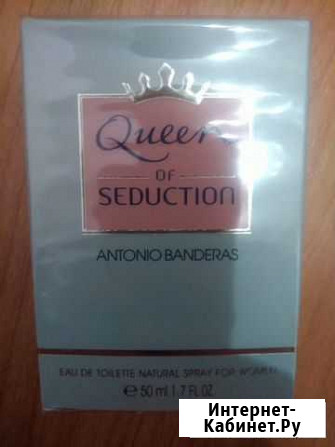 Queen
OF
SEDUCTION
ANTONIO BANDERAS
EAU DE TOILETTE NATURAL SPRAY FOR WOMEN
℮ 50 ml 1.7 FL.OZ.
Интернет-
Кабинет.Ру